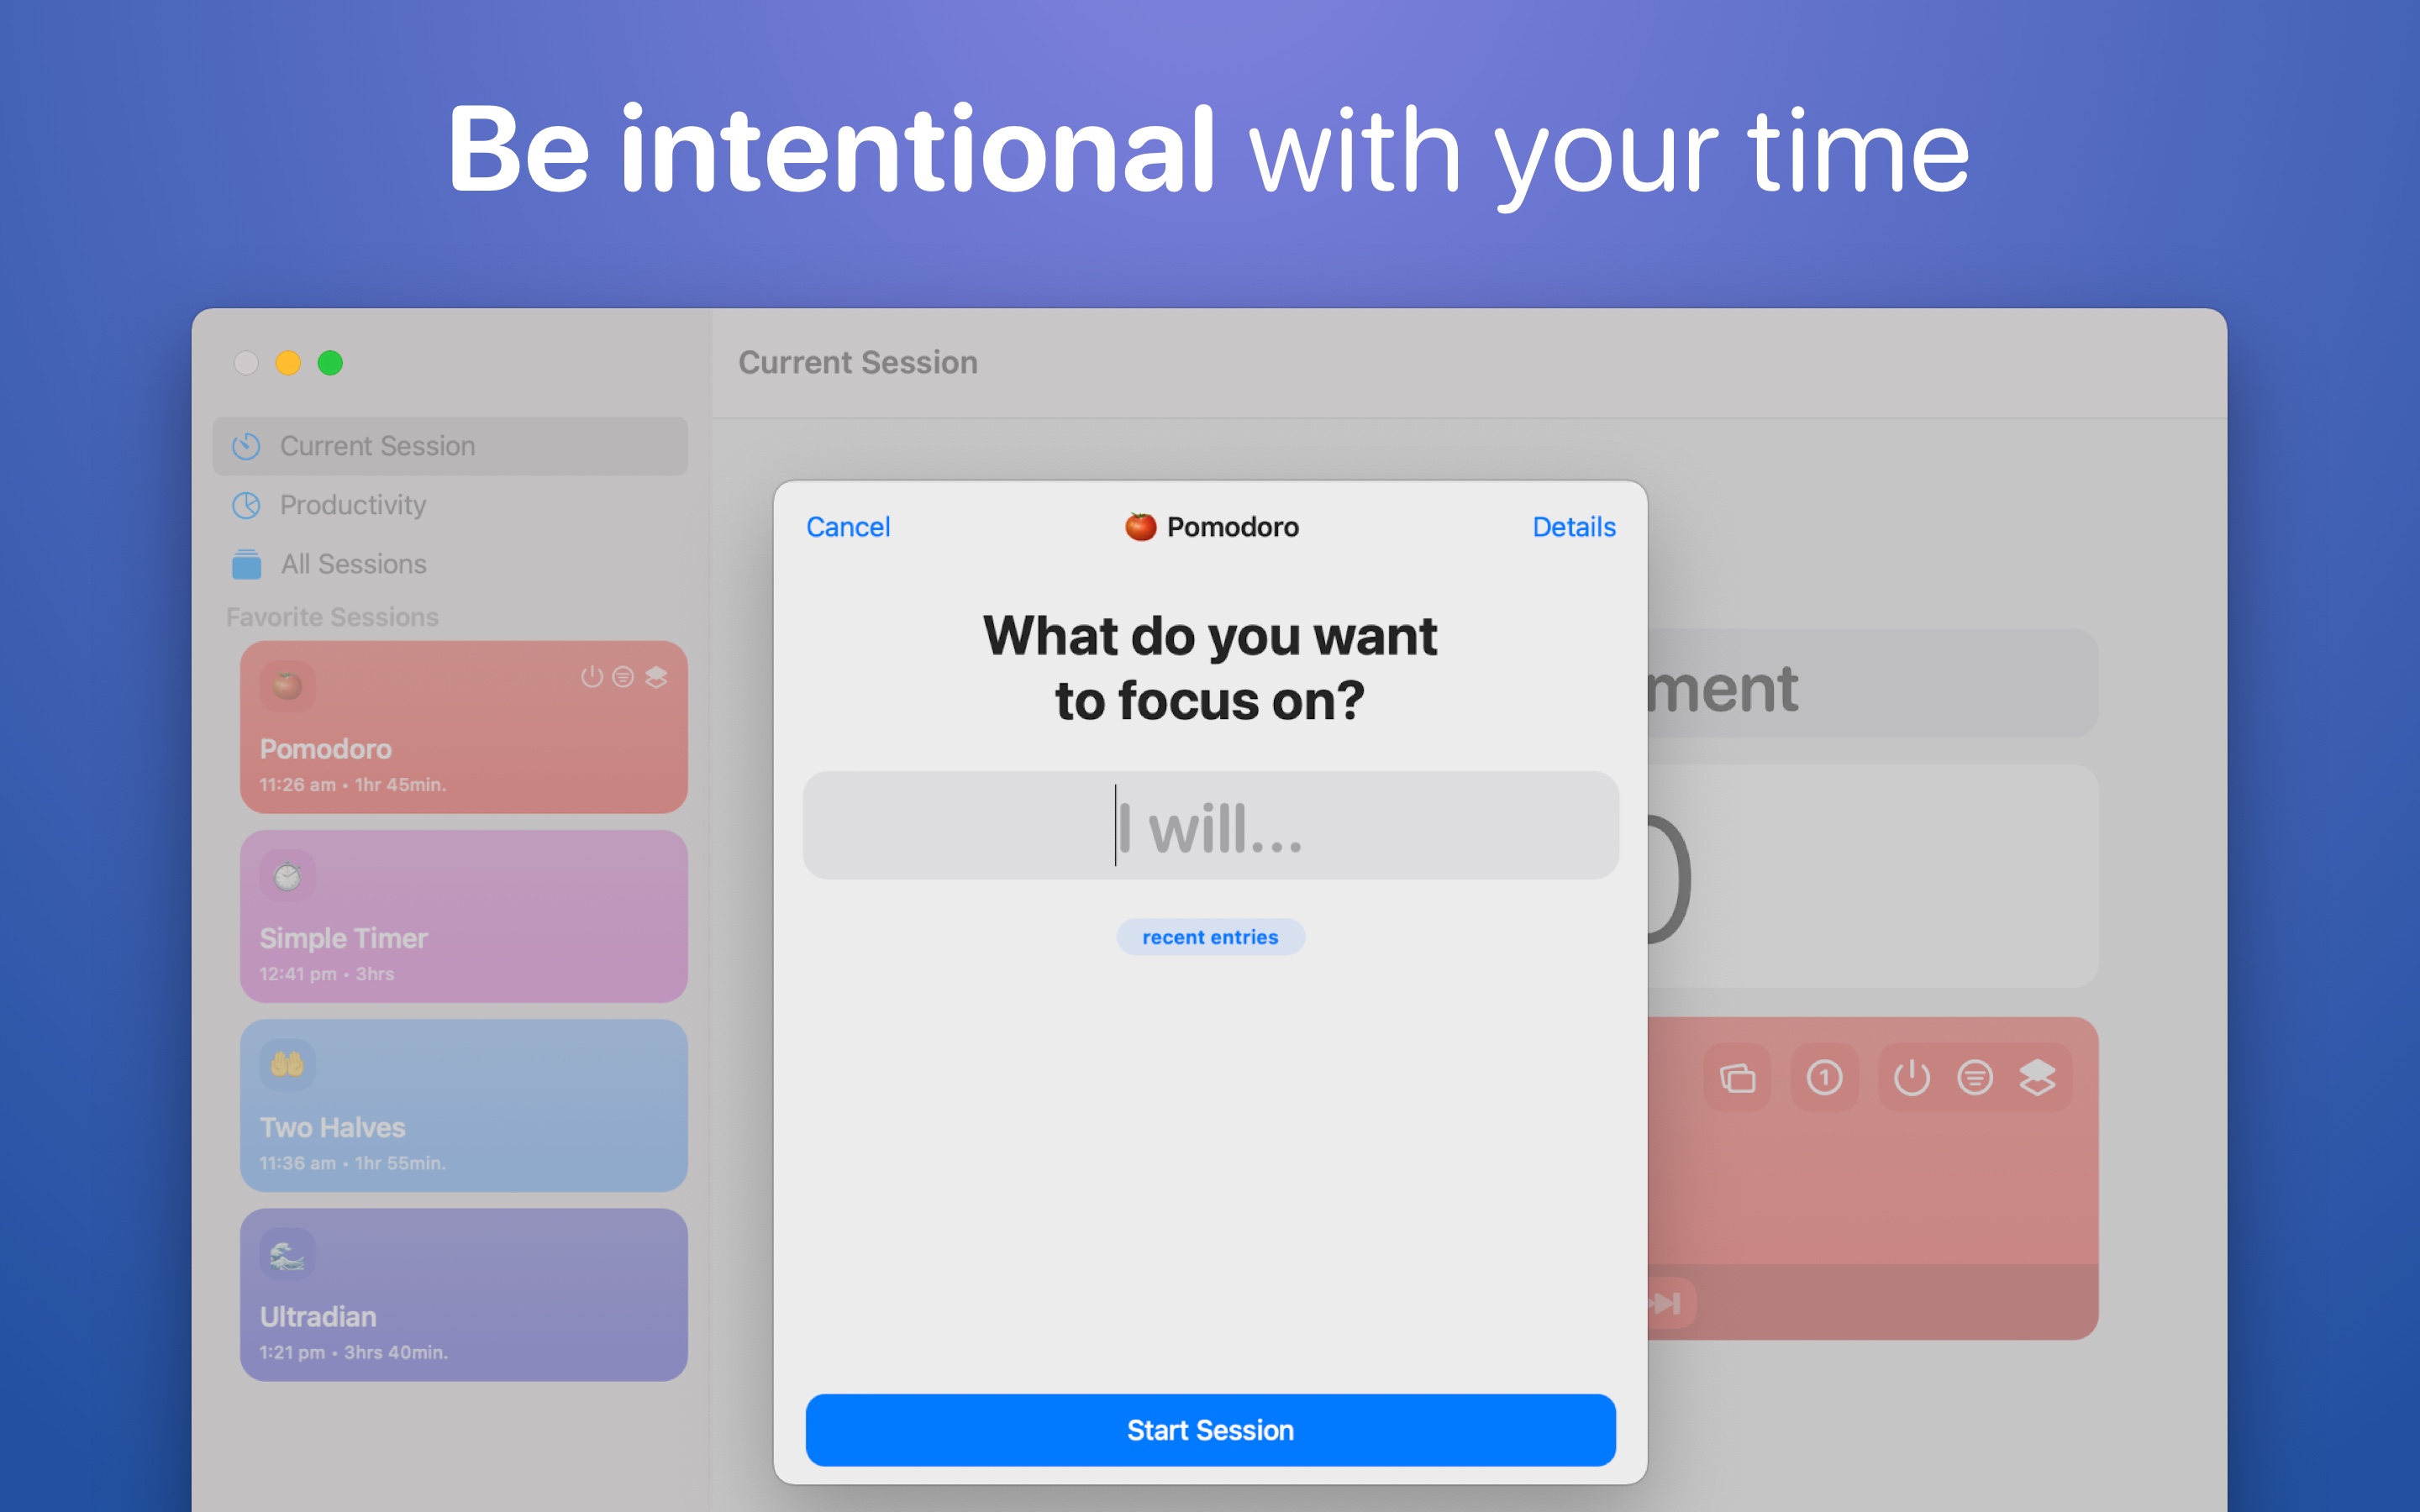 Be intentional with your time
Current Session
Current Session
Productivity
All Sessions
Favorite Sessions
Pomodoro
11:26 am • 1hr 45min.
Simple Timer
12:41 pm • 3hrs
Two Halves
11:36 am • 1hr 55min.
Ultradian
1:21 pm • 3hrs 40min.
Cancel
🍅 Pomodoro
Details
What do you want
to focus on?
I will...
recent entries
Start Session
ment
0
1